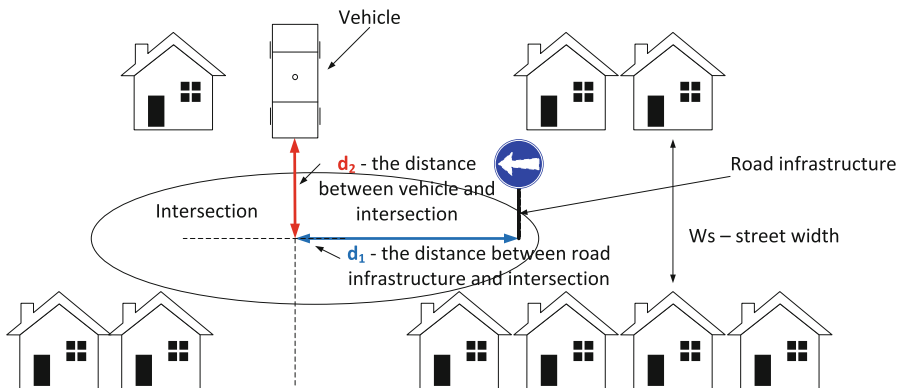 Vehicle
d₂ - the distance
between vehicle and
intersection
Road infrastructure
Intersection
Ws – street width
d₁ - the distance between road
infrastructure and intersection